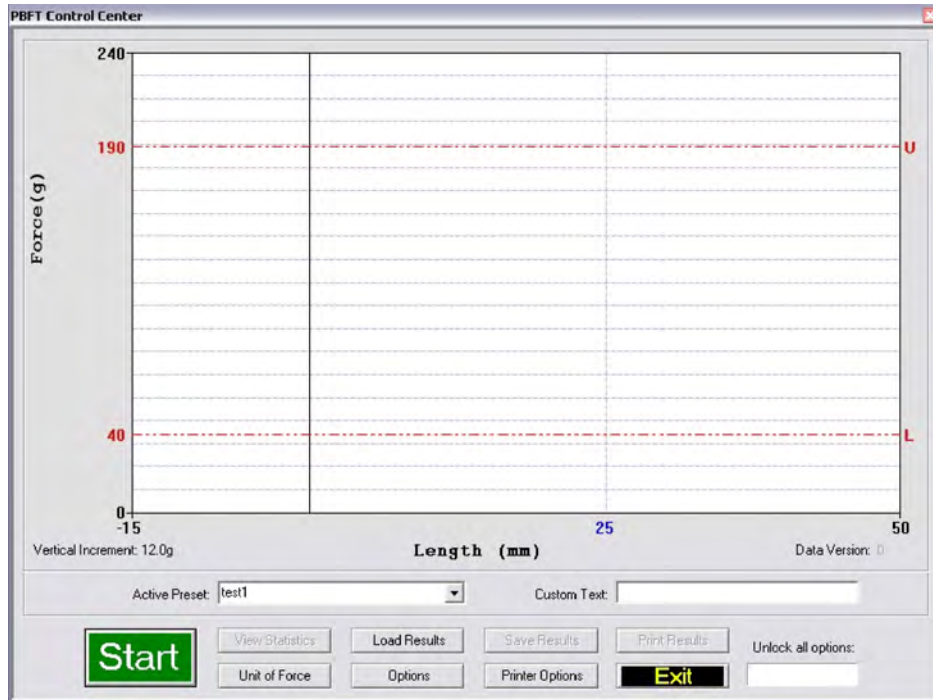 PBFT Control Center
240
190
U
Force(g)
40
L
0
-15
25
50
Vertical Increment: 12.0g
Length (mm)
Data Version: 0
Active Preset: test1
Custom Text:
Start
View Statistics
Load Results
Save Results
Print Results
Unlock all options:
Unit of Force
Options
Printer Options
Exit